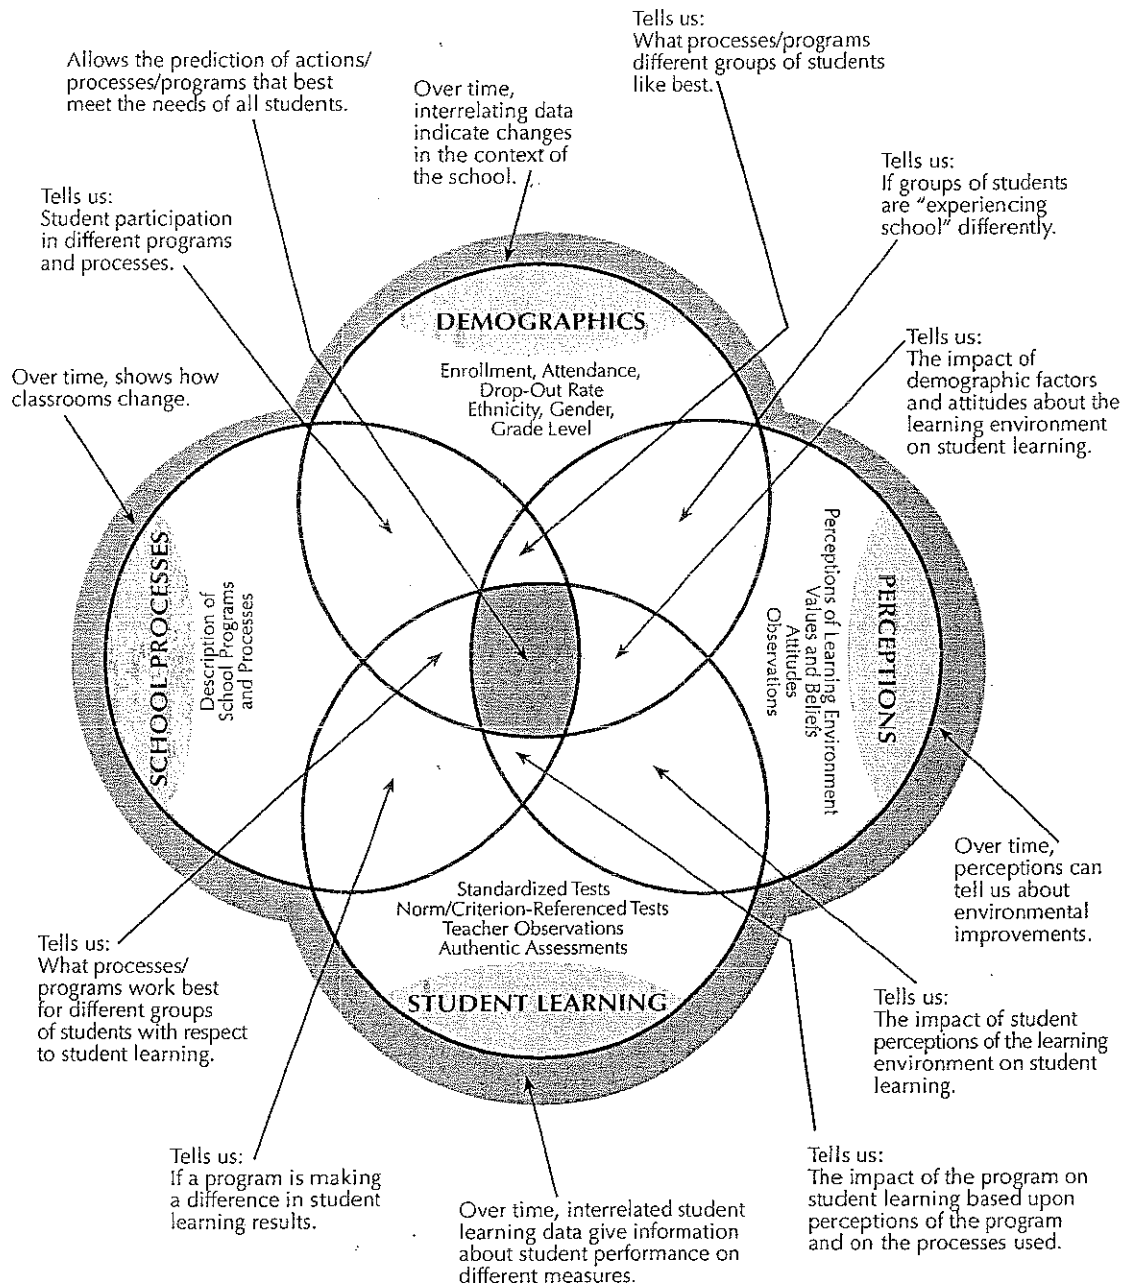 Tells us:
What processes/programs
different groups of students
like best.
Allows the prediction of actions/
processes/programs that best
meet the needs of all students.
Over time,
interrelating data
indicate changes
in the context of
the school.
Tells us:
If groups of students
are "experiencing
school" differently.
Tells us:
Student participation
in different programs
and processes.
DEMOGRAPHICS
Enrollment, Attendance,
Drop-Out Rate
Ethnicity, Gender,
Grade Level
Tells us:
The impact of
demographic factors
and attitudes about the
learning environment
on student learning.
Over time, shows how
classrooms change.
SCHOOL PROCESSES
Description of
School Programs
and Processes
PERCEPTIONS
Perceptions of Learning Environment
Values and Beliefs
Attitudes
Observations
Standardized Tests
Norm/Criterion-Referenced Tests
Teacher Observations
Authentic Assessments
STUDENT LEARNING
Over time,
perceptions can
tell us about
environmental
improvements.
Tells us:
What processes/
programs work best
for different groups
of students with respect
to student learning.
Tells us:
The impact of student
perceptions of the learning
environment on student
learning.
Tells us:
If a program is making
a difference in student
learning results.
Over time, interrelated student
learning data give information
about student performance on
different measures.
Tells us:
The impact of the program on
student learning based upon
perceptions of the program
and on the processes used.